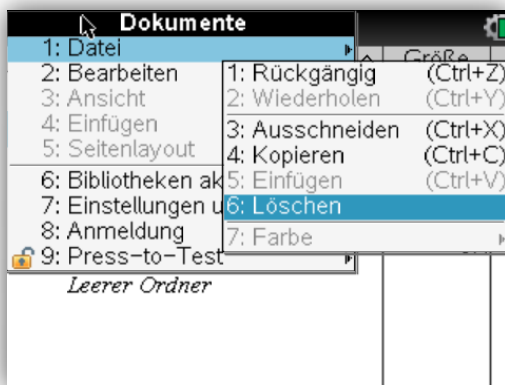 Dokumente
1: Datei
2: Bearbeiten
3: Ansicht
4: Einfügen
5: Seitenlayout
6: Bibliotheken ak
7: Einstellungen u
8: Anmeldung
9: Press-to-Test
Leerer Ordner
Größe
1: Rückgängig (Ctrl+Z)
2: Wiederholen (Ctrl+Y)
3: Ausschneiden (Ctrl+X)
4: Kopieren (Ctrl+C)
5: Einfügen (Ctrl+V)
6: Löschen
7: Farbe